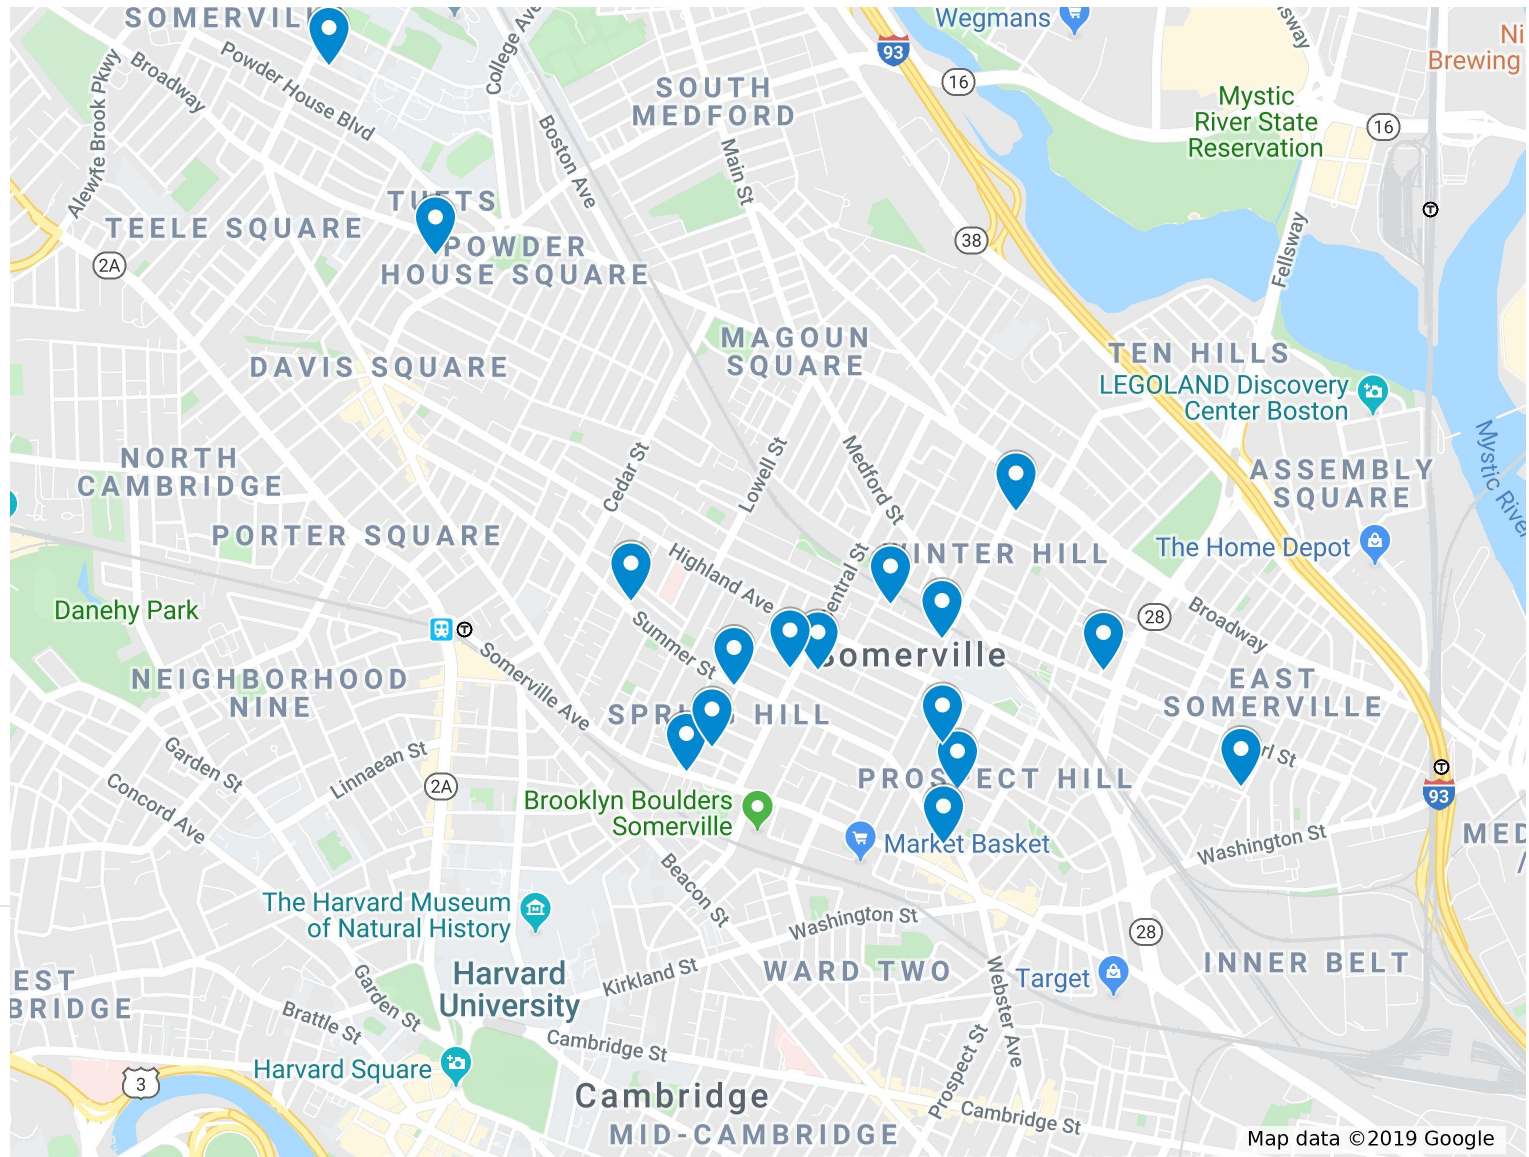 SOMERVIL
Wegmans
Ni
Brewing
College Ave
93
16
SOUTH
MEDFORD
Broadway
Powder House Blvd
Alewife Brook Pkwy
Boston Ave
Main St
Mystic
River State
Reservation
16
T
TUFTS
TEELE SQUARE
POWDER
HOUSE SQUARE
2A
38
Fellsway
MAGOUN
SQUARE
TEN HILLS
LEGOLAND Discovery
Center Boston
DAVIS SQUARE
NORTH
CAMBRIDGE
Cedar St
Lowell St
Medford St
ASSEMBLY
SQUARE
Mystic River
PORTER SQUARE
The Home Depot
Highland Ave
Danehy Park
Summer St
28
Broadway
T
Somerville Ave
Somerville
NEIGHBORHOOD
NINE
EAST
SOMERVILLE
HILL
Garden St
Linnaean St
Concord Ave
2A
PROSPECT HILL
T
93
Brooklyn Boulders
Somerville
Market Basket
Washington St
MED
/
Beacon St
The Harvard Museum
of Natural History
Washington St
28
Harvard
University
Kirkland St
WARD TWO
Webster Ave
Target
INNER BELT
EST
BRIDGE
Garden St
Brattle St
Cambridge St
Harvard Square
3
Prospect St
Cambridge
Cambridge St
MID-CAMBRIDGE
Map data ©2019 Google